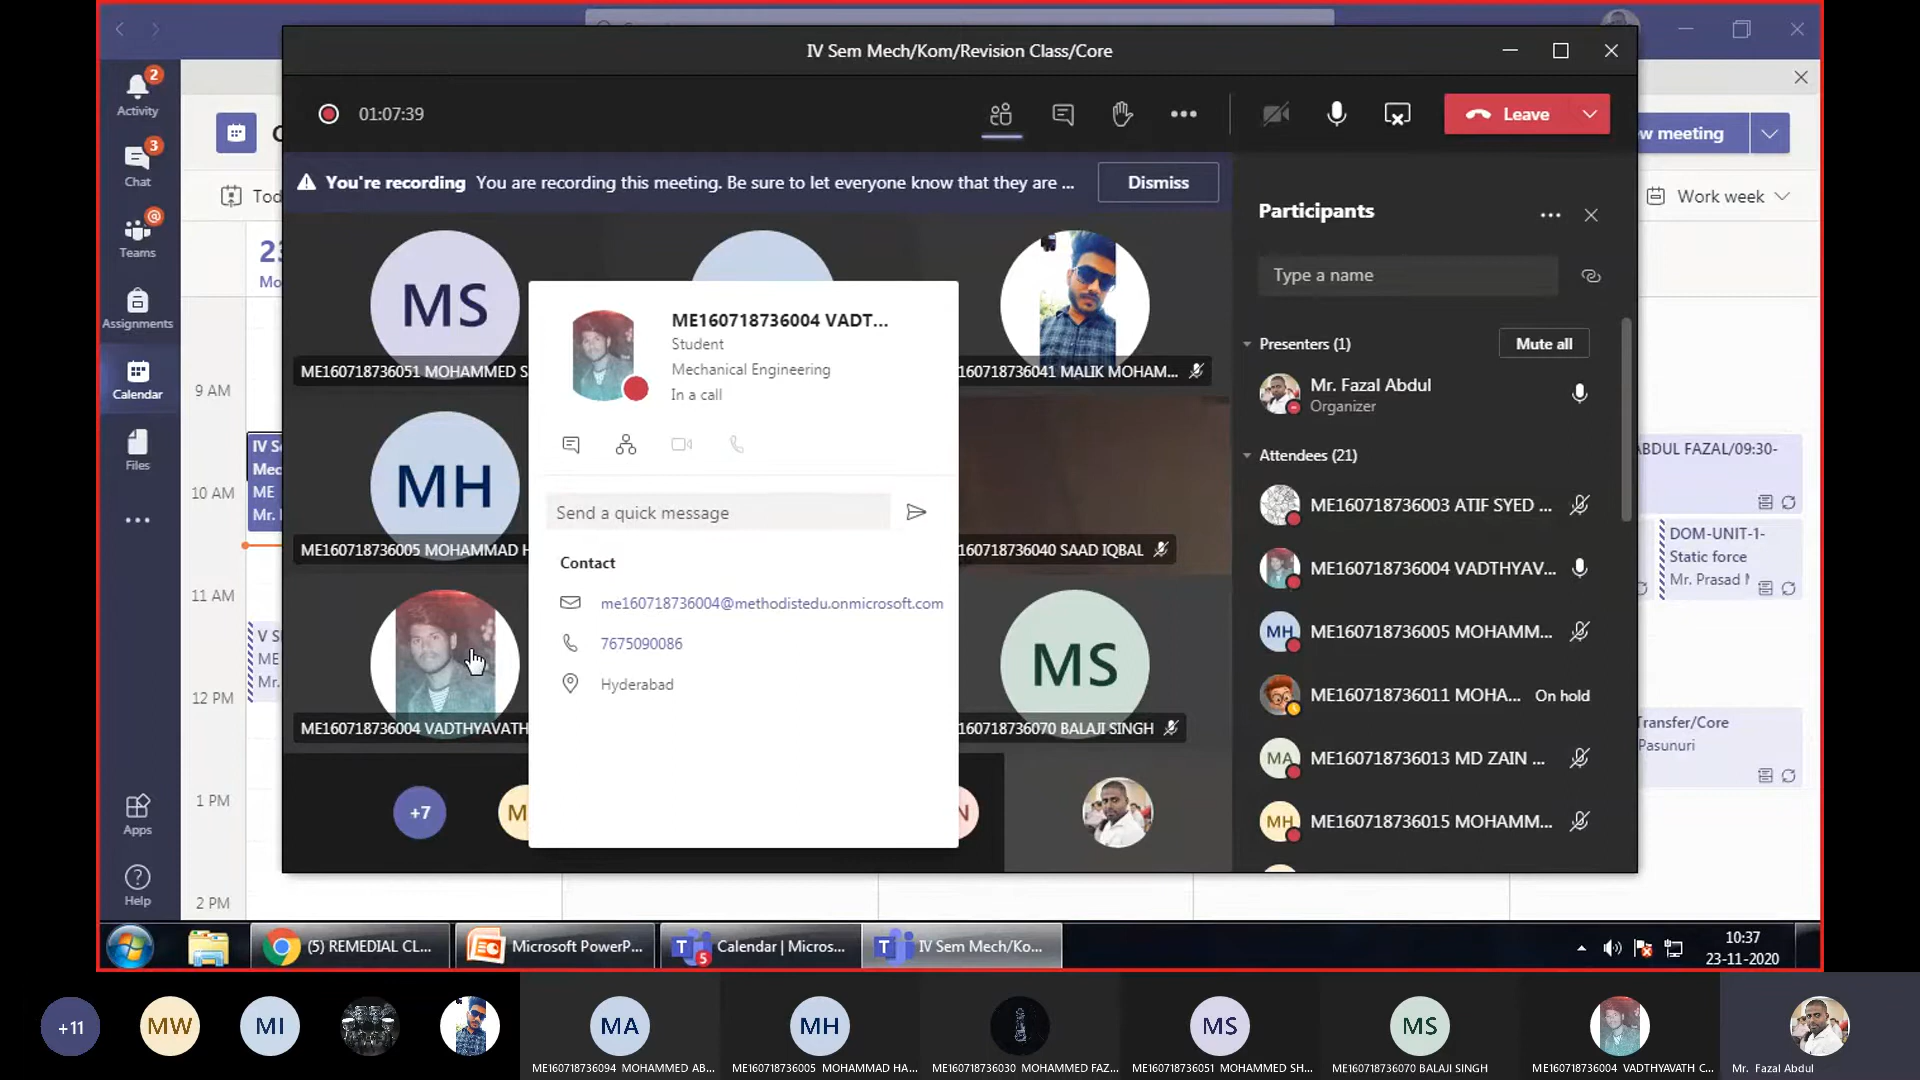 IV Sem Mech/Kom/Revision Class/Core
Activity
2
Chat
3
Teams
Assignments
Calendar
Files
Apps
Help
01:07:39
Leave
w meeting
You're recording You are recording this meeting. Be sure to let everyone know that they are ...
Dismiss
Work week
9 AM
10 AM
11 AM
12 PM
1 PM
2 PM
MS
ME160718736051 MOHAMMED S
160718736041 MALIK MOHAM...
MH
ME160718736005 MOHAMMAD H
160718736040 SAAD IQBAL
ME160718736004 VADTHYAVATH
MS
160718736070 BALAJI SINGH
+7
ME160718736004 VADT...
Student
Mechanical Engineering
In a call
Send a quick message
Contact
me160718736004@methodistedu.onmicrosoft.com
7675090086
Hyderabad
Participants
Type a name
Presenters (1)
Mute all
Mr. Fazal Abdul
Organizer
Attendees (21)
ME160718736003 ATIF SYED ...
ME160718736004 VADTHYAV...
MH
ME160718736005 MOHAMM...
ME160718736011 MOHA...
On hold
MA
ME160718736013 MD ZAIN ...
MH
ME160718736015 MOHAMM...
ABDUL FAZAL/09:30-
DOM-UNIT-1-
Static force
Mr. Prasad
Transfer/Core
Pasunuri
(5) REMEDIAL CL...
Microsoft PowerP...
Calendar | Micros...
5
IV Sem Mech/Ko...
10:37
23-11-2020
+11
MW
MI
MA
ME160718736094 MOHAMMED AB...
MH
ME160718736005 MOHAMMAD HA...
ME160718736030 MOHAMMED FAZ...
MS
ME160718736051 MOHAMMED SH...
MS
ME160718736070 BALAJI SINGH
ME160718736004 VADTHYAVATH C...
Mr. Fazal Abdul